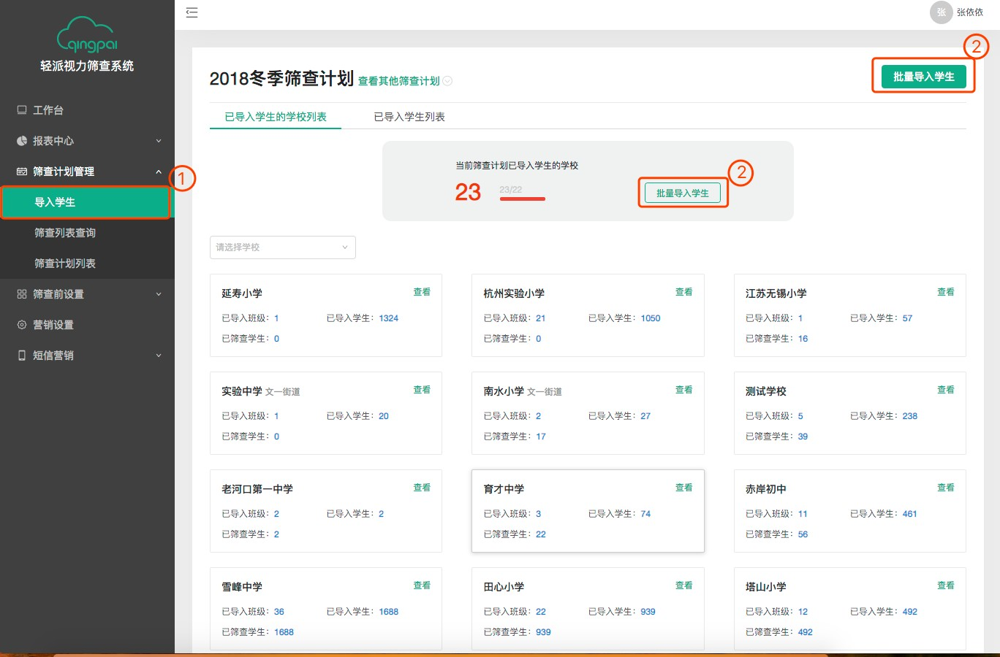 张 张依依
qingpai
轻派视力筛查系统
工作台
报表中心
筛查计划管理
1
导入学生
筛查列表查询
筛查计划列表
筛查前设置
营销设置
短信营销
2018冬季筛查计划 查看其他筛查计划
批量导入学生
2
已导入学生的学校列表 已导入学生列表
当前筛查计划已导入学生的学校
23 23/22
批量导入学生
2
请选择学校
延寿小学 查看
已导入班级：1 已导入学生：1324
已筛查学生：0
杭州实验小学 查看
已导入班级：21 已导入学生：1050
已筛查学生：0
江苏无锡小学 查看
已导入班级：1 已导入学生：57
已筛查学生：16
实验中学 文一街道 查看
已导入班级：1 已导入学生：20
已筛查学生：0
南水小学 文一街道 查看
已导入班级：2 已导入学生：27
已筛查学生：17
测试学校 查看
已导入班级：5 已导入学生：238
已筛查学生：39
老河口第一中学 查看
已导入班级：2 已导入学生：2
已筛查学生：2
育才中学 查看
已导入班级：3 已导入学生：74
已筛查学生：22
赤岸初中 查看
已导入班级：11 已导入学生：461
已筛查学生：56
雪峰中学 查看
已导入班级：36 已导入学生：1688
已筛查学生：1688
田心小学 查看
已导入班级：22 已导入学生：939
已筛查学生：939
塔山小学 查看
已导入班级：12 已导入学生：492
已筛查学生：492